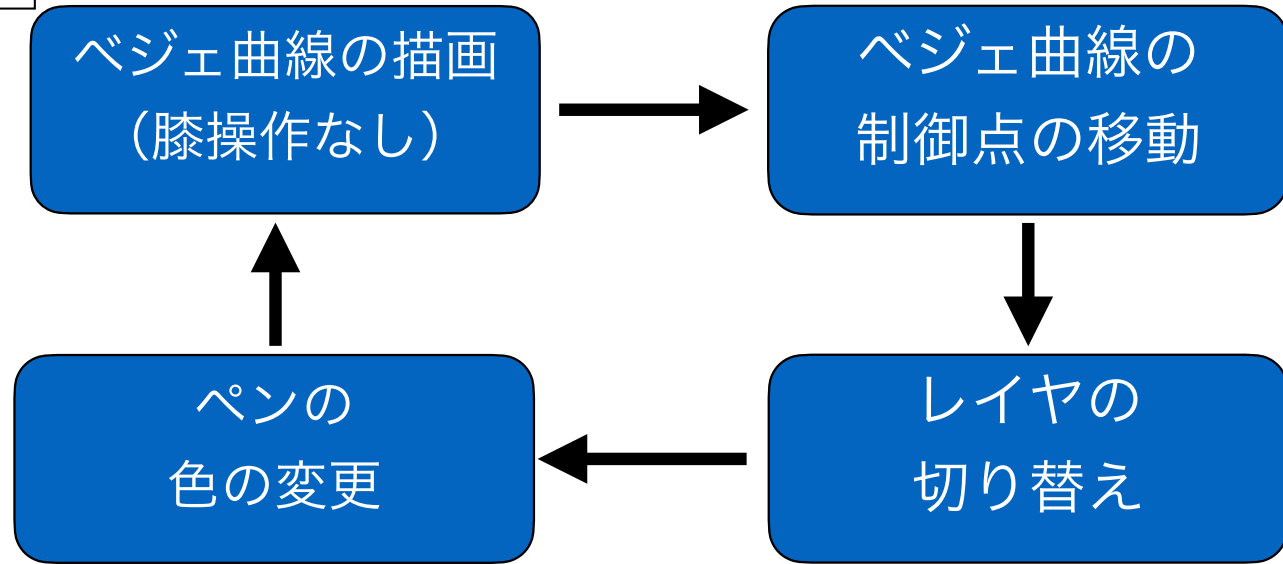 ベジェ曲線の描画
（膝操作なし）
ベジェ曲線の
制御点の移動
レイヤの
切り替え
ペンの
色の変更